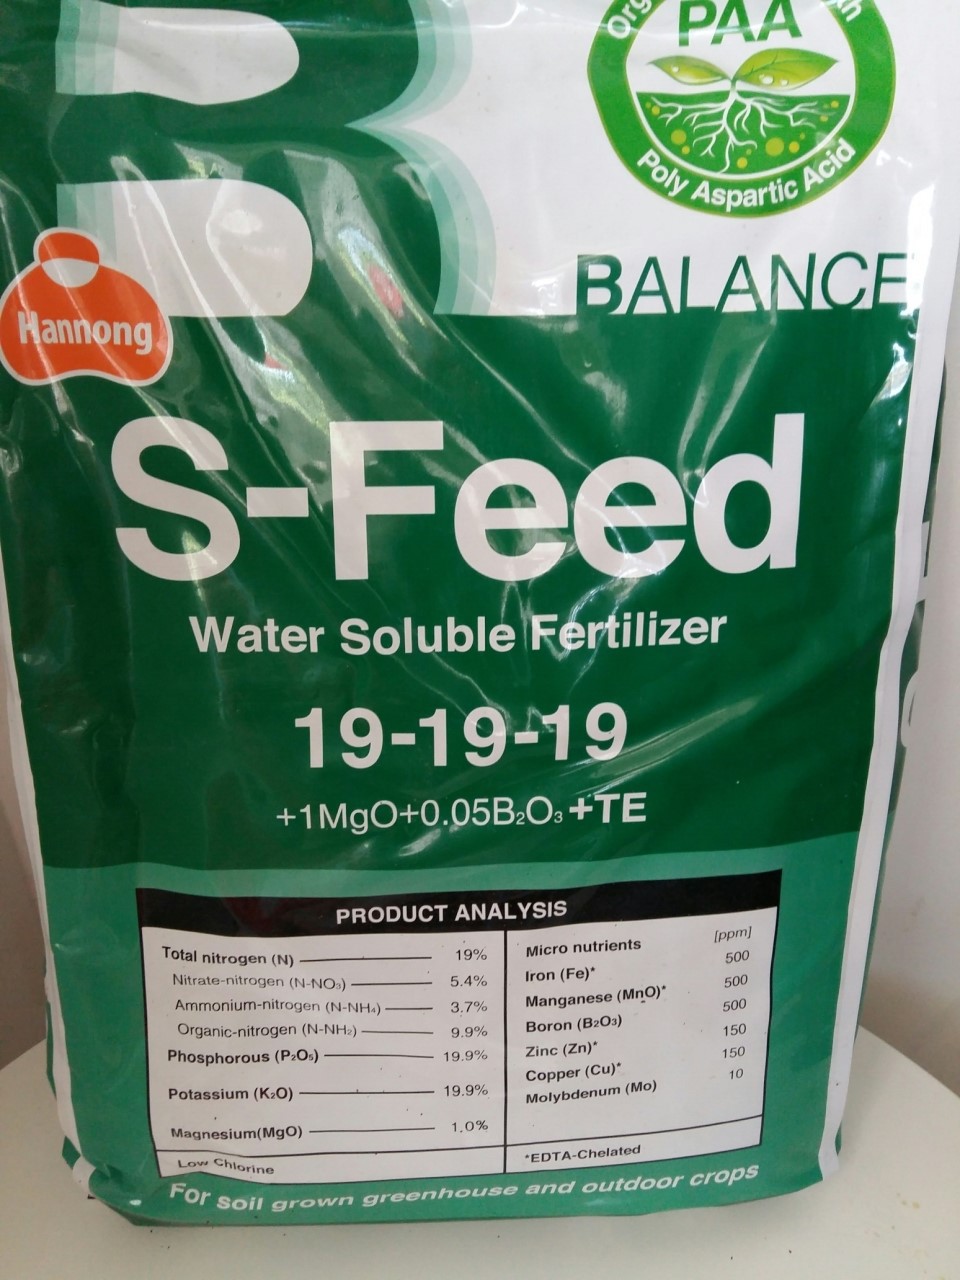 PAA
Poly Aspartic Acid
BALANCE
Hannong
S-Feed
Water Soluble Fertilizer
19-19-19
+1MgO+0.05B₂O₃+TE
PRODUCT ANALYSIS
Total nitrogen (N) 19%
Nitrate-nitrogen (N-NO₃) 5.4%
Ammonium-nitrogen (N-NH₄) 3.7%
Organic-nitrogen (N-NH₂) 9.9%
Phosphorous (P₂O₅) 19.9%
Potassium (K₂O) 19.9%
Magnesium(MgO) 1.0%
Low Chlorine
Micro nutrients [ppm]
Iron (Fe)* 500
Manganese (MnO)* 500
Boron (B₂O₃) 500
Zinc (Zn)* 150
Copper (Cu)* 150
Molybdenum (Mo) 10
*EDTA-Chelated
For soil grown greenhouse and outdoor crops